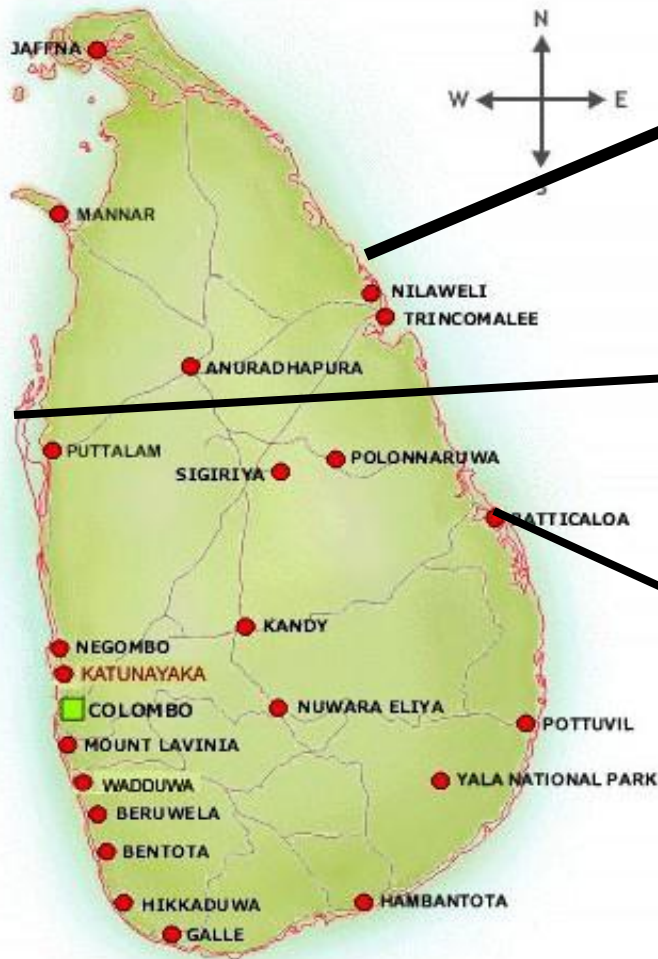 N
JAFFNA
W
E
S
MANNAR
NILAWELI
TRINCOMALEE
ANURADHAPURA
PUTTALAM
POLONNARUWA
SIGIRIYA
BATTICALOA
KANDY
NEGOMBO
KATUNAYAKA
COLOMBO
NUWARA ELIYA
POTTUVIL
MOUNT LAVINIA
WADDUWA
YALA NATIONAL PARK
BERUWELA
BENTOTA
HIKKADUWA
HAMBANTOTA
GALLE